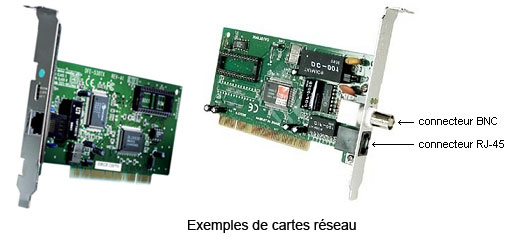 connecteur BNC
connecteur RJ-45
Exemples de cartes réseau